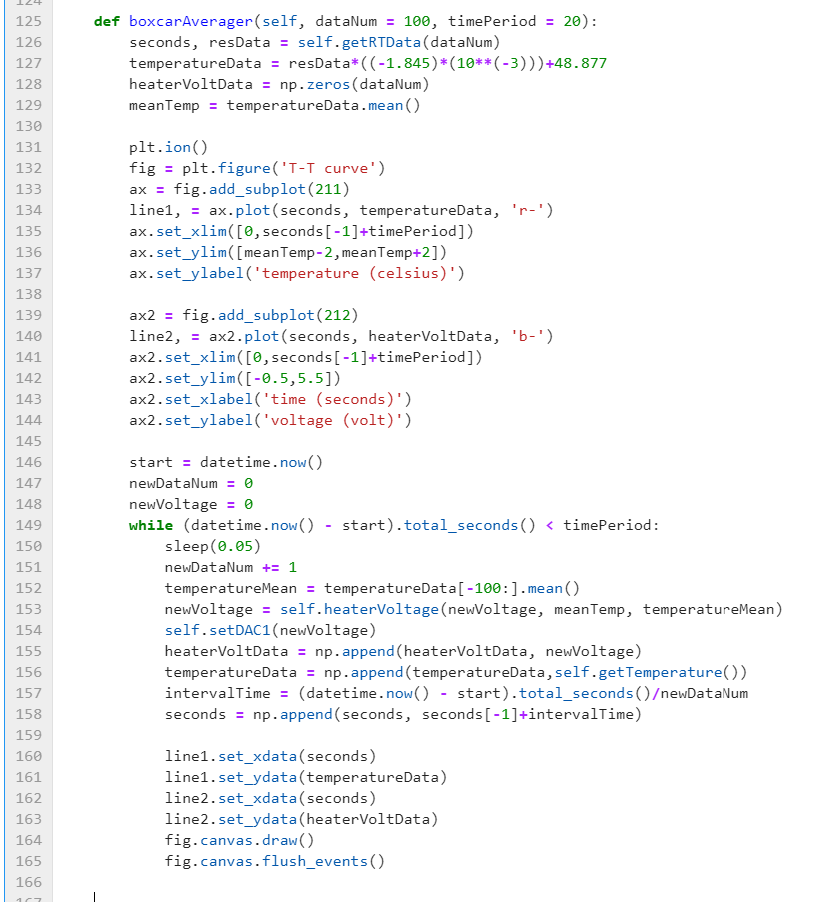 124
125 def boxcarAverager(self, dataNum = 100, timePeriod = 20):
126 seconds, resData = self.getRTData(dataNum)
127 temperatureData = resData*((-1.845)*(10**(-3)))+48.877
128 heaterVoltData = np.zeros(dataNum)
129 meanTemp = temperatureData.mean()
130
131 plt.ion()
132 fig = plt.figure('T-T curve')
133 ax = fig.add_subplot(211)
134 line1, = ax.plot(seconds, temperatureData, 'r-')
135 ax.set_xlim([0,seconds[-1]+timePeriod])
136 ax.set_ylim([meanTemp-2,meanTemp+2])
137 ax.set_ylabel('temperature (celsius)')
138
139 ax2 = fig.add_subplot(212)
140 line2, = ax2.plot(seconds, heaterVoltData, 'b-')
141 ax2.set_xlim([0,seconds[-1]+timePeriod])
142 ax2.set_ylim([-0.5,5.5])
143 ax2.set_xlabel('time (seconds)')
144 ax2.set_ylabel('voltage (volt)')
145
146 start = datetime.now()
147 newDataNum = 0
148 newVoltage = 0
149 while (datetime.now() - start).total_seconds() < timePeriod:
150 sleep(0.05)
151 newDataNum += 1
152 temperatureMean = temperatureData[-100:].mean()
153 newVoltage = self.heaterVoltage(newVoltage, meanTemp, temperatureMean)
154 self.setDAC1(newVoltage)
155 heaterVoltData = np.append(heaterVoltData, newVoltage)
156 temperatureData = np.append(temperatureData,self.getTemperature())
157 intervalTime = (datetime.now() - start).total_seconds()/newDataNum
158 seconds = np.append(seconds, seconds[-1]+intervalTime)
159
160 line1.set_xdata(seconds)
161 line1.set_ydata(temperatureData)
162 line2.set_xdata(seconds)
163 line2.set_ydata(heaterVoltData)
164 fig.canvas.draw()
165 fig.canvas.flush_events()
166
167